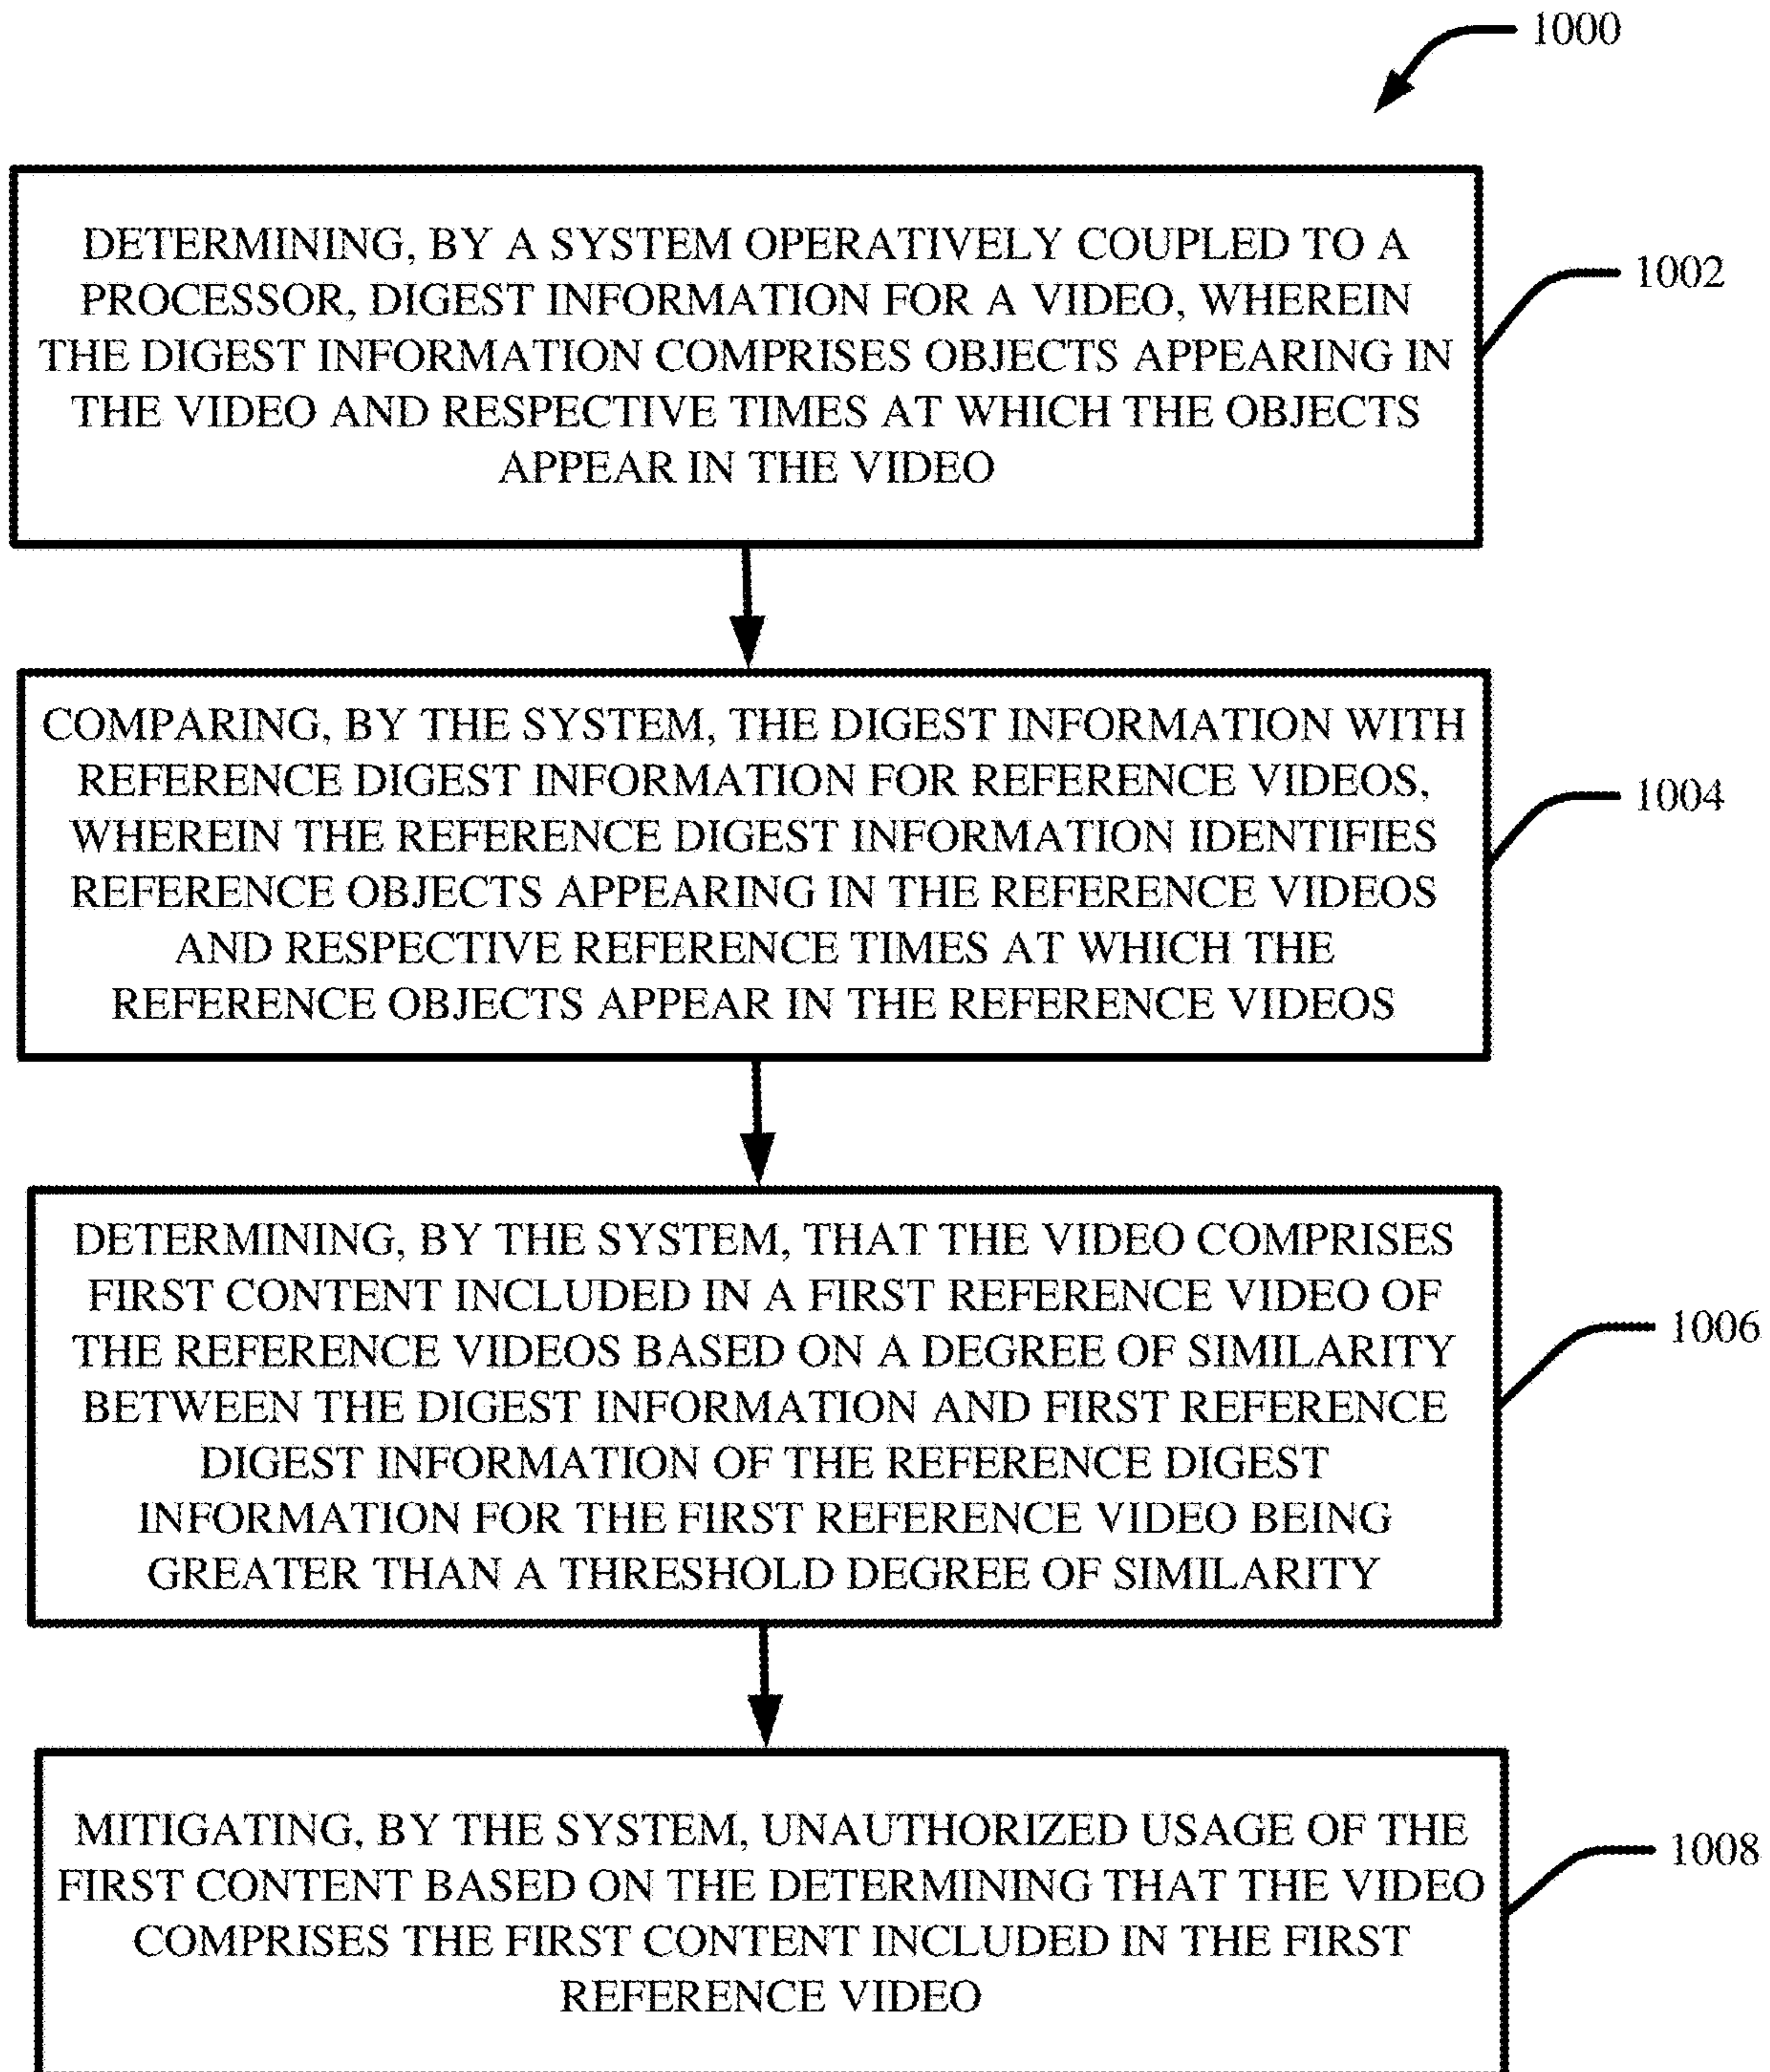 1000
DETERMINING, BY A SYSTEM OPERATIVELY COUPLED TO A
PROCESSOR, DIGEST INFORMATION FOR A VIDEO, WHEREIN
THE DIGEST INFORMATION COMPRISES OBJECTS APPEARING IN
THE VIDEO AND RESPECTIVE TIMES AT WHICH THE OBJECTS
APPEAR IN THE VIDEO
1002
COMPARING, BY THE SYSTEM, THE DIGEST INFORMATION WITH
REFERENCE DIGEST INFORMATION FOR REFERENCE VIDEOS,
WHEREIN THE REFERENCE DIGEST INFORMATION IDENTIFIES
REFERENCE OBJECTS APPEARING IN THE REFERENCE VIDEOS
AND RESPECTIVE REFERENCE TIMES AT WHICH THE
REFERENCE OBJECTS APPEAR IN THE REFERENCE VIDEOS
1004
DETERMINING, BY THE SYSTEM, THAT THE VIDEO COMPRISES
FIRST CONTENT INCLUDED IN A FIRST REFERENCE VIDEO OF
THE REFERENCE VIDEOS BASED ON A DEGREE OF SIMILARITY
BETWEEN THE DIGEST INFORMATION AND FIRST REFERENCE
DIGEST INFORMATION OF THE REFERENCE DIGEST
INFORMATION FOR THE FIRST REFERENCE VIDEO BEING
GREATER THAN A THRESHOLD DEGREE OF SIMILARITY
1006
MITIGATING, BY THE SYSTEM, UNAUTHORIZED USAGE OF THE
FIRST CONTENT BASED ON THE DETERMINING THAT THE VIDEO
COMPRISES THE FIRST CONTENT INCLUDED IN THE FIRST
REFERENCE VIDEO
1008